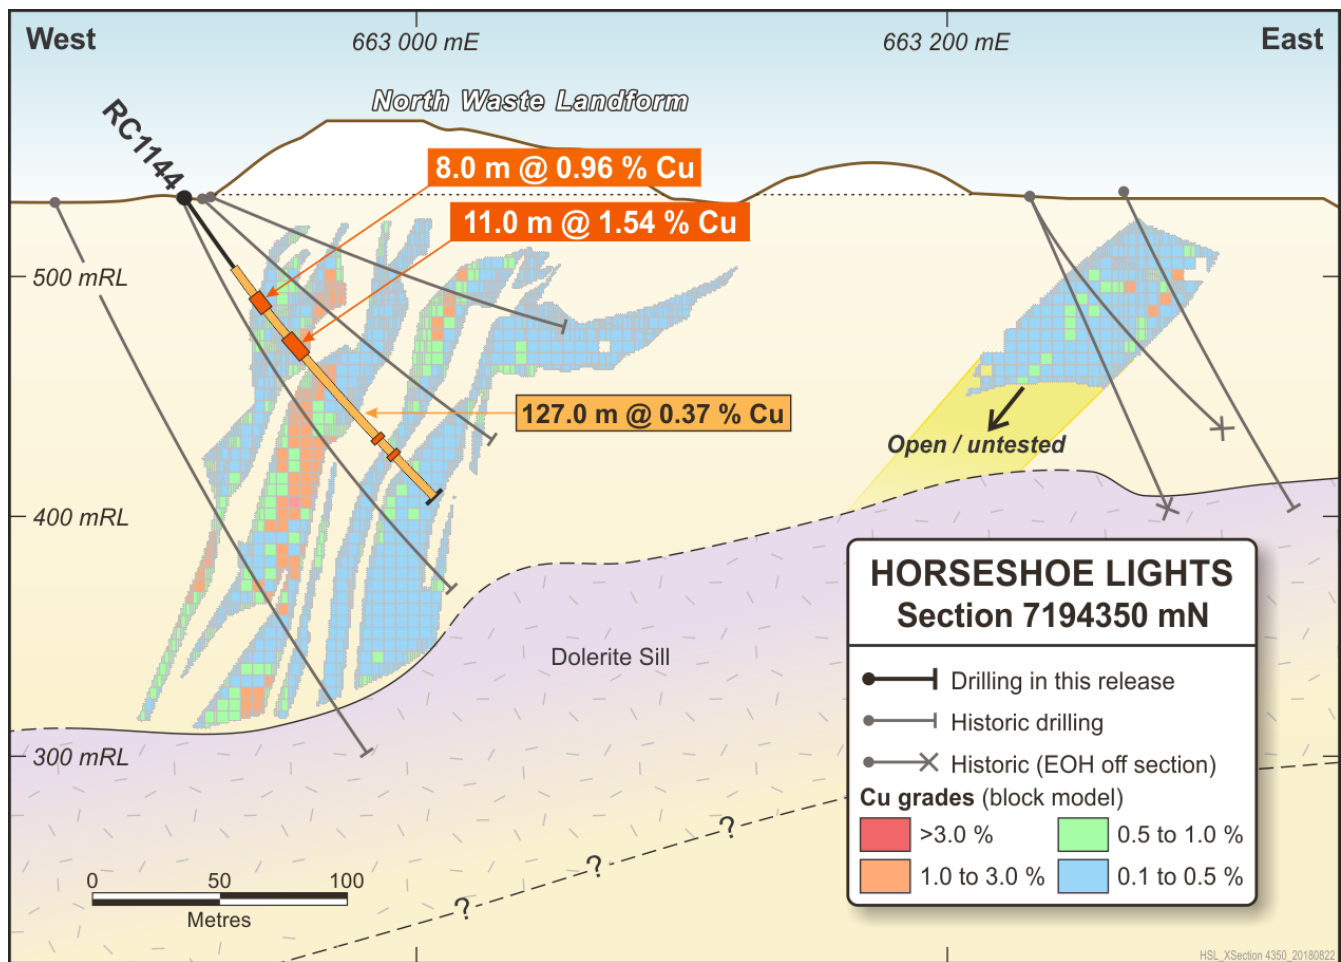 West
663 000 mE
663 200 mE
East
North Waste Landform
RC1144
8.0 m @ 0.96 % Cu
11.0 m @ 1.54 % Cu
500 mRL
127.0 m @ 0.37 % Cu
Open / untested
400 mRL
HORSESHOE LIGHTS
Section 7194350 mN
Dolerite Sill
Drilling in this release
Historic drilling
300 mRL
Historic (EOH off section)
Cu grades (block model)
>3.0 %
0.5 to 1.0 %
1.0 to 3.0 %
0.1 to 0.5 %
?
?
?
0 50 100
Metres
HSL_XSection 4350_20180822